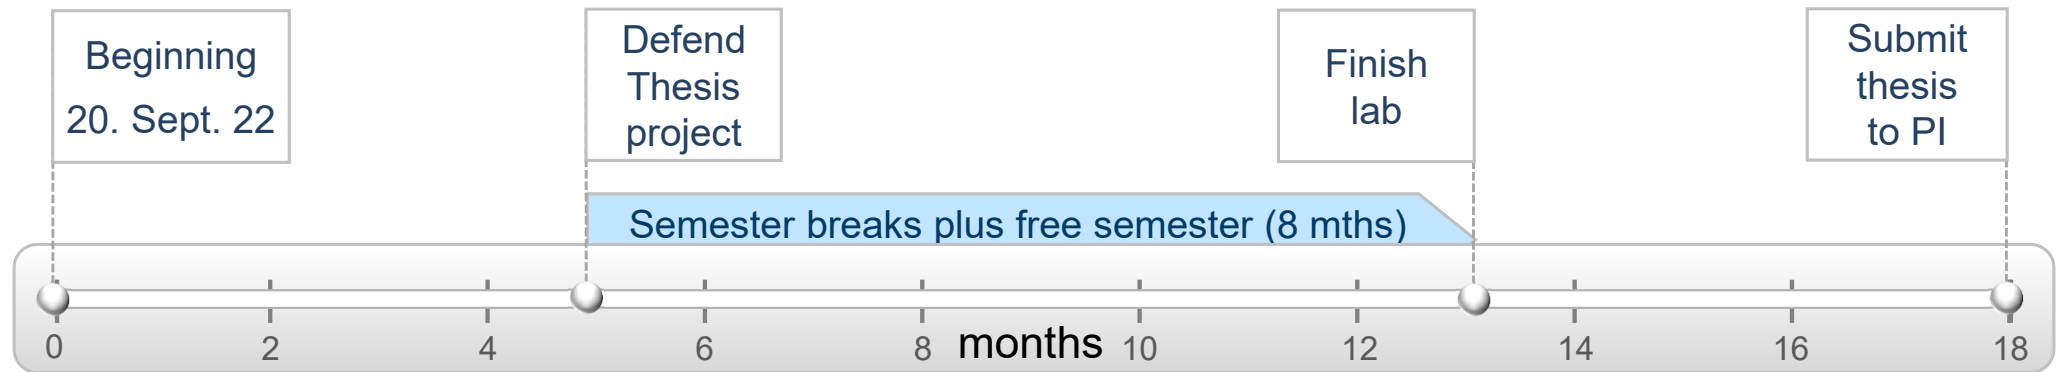 Beginning
20. Sept. 22
Defend
Thesis
project
Finish
lab
Submit
thesis
to PI
Semester breaks plus free semester (8 mths)
0 2 4 6 8 months 10 12 14 16 18